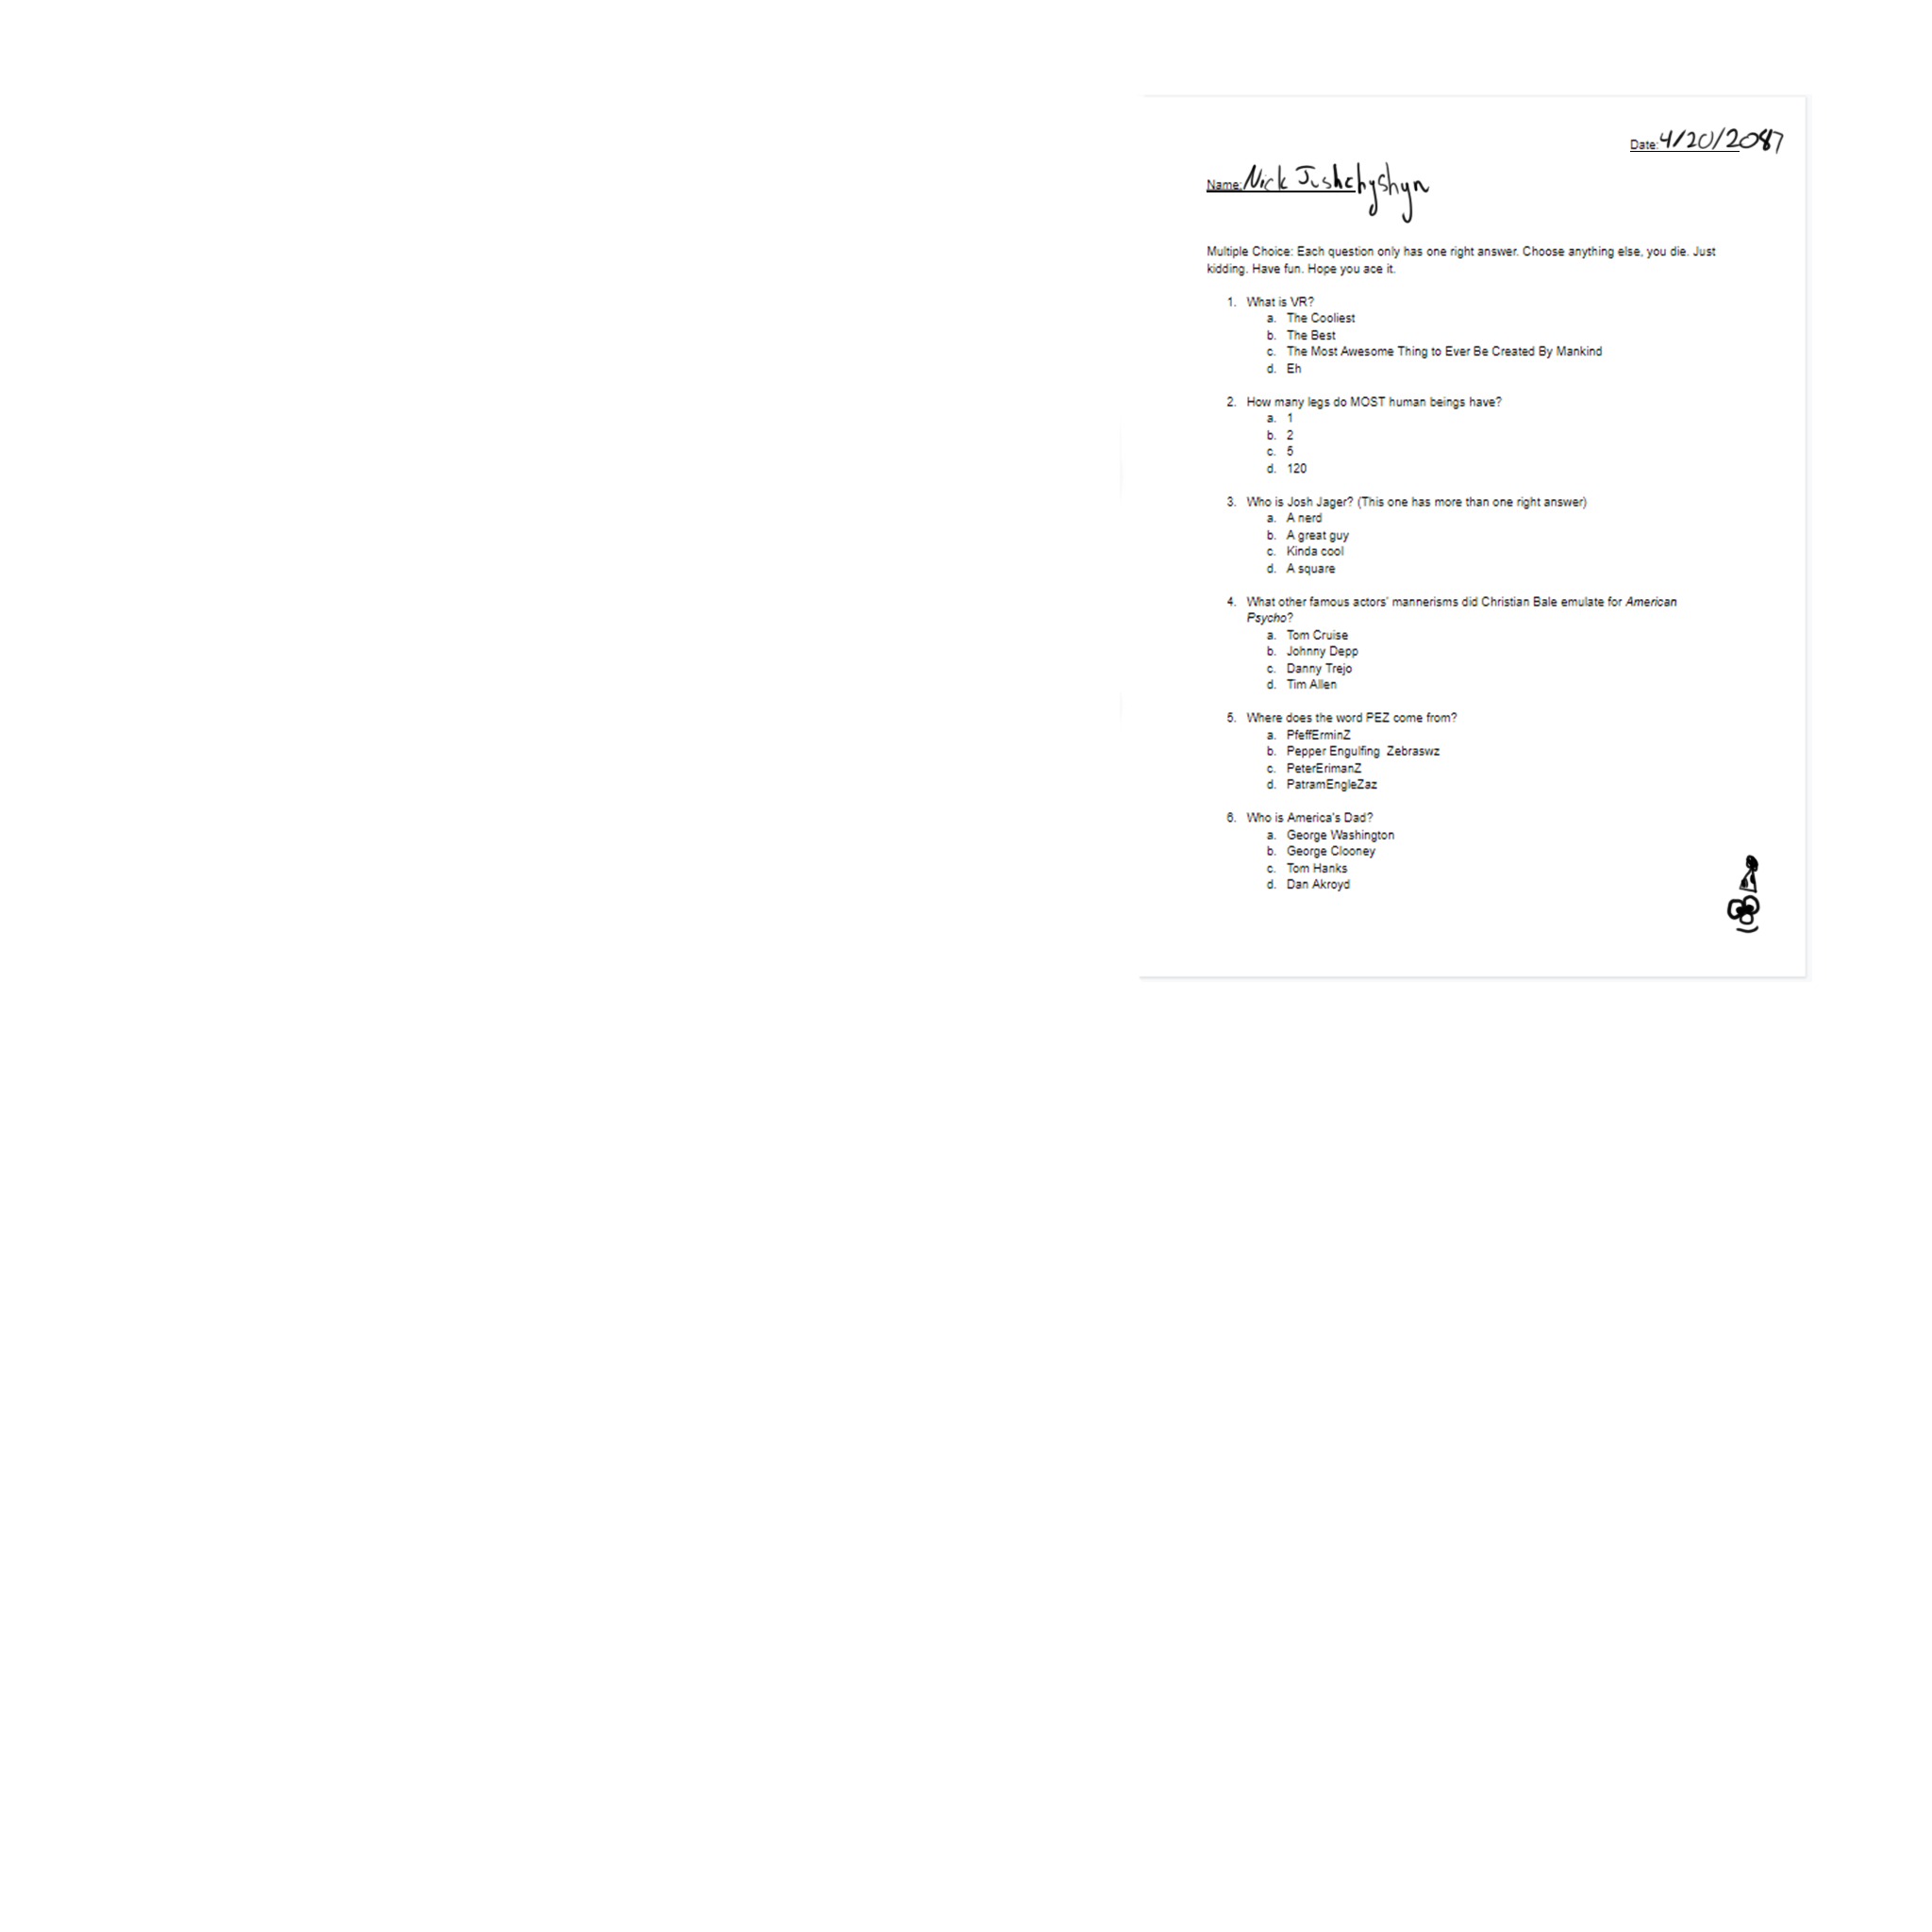 Date: 4/20/2087
Name: Nick Jushchyshyn
Multiple Choice: Each question only has one right answer. Choose anything else, you die. Just
kidding. Have fun. Hope you ace it.
1. What is VR?
a. The Cooliest
b. The Best
c. The Most Awesome Thing to Ever Be Created By Mankind
d. Eh
2. How many legs do MOST human beings have?
a. 1
b. 2
c. 5
d. 120
3. Who is Josh Jager? (This one has more than one right answer)
a. A nerd
b. A great guy
c. Kinda cool
d. A square
4. What other famous actors' mannerisms did Christian Bale emulate for American
Psycho?
a. Tom Cruise
b. Johnny Depp
c. Danny Trejo
d. Tim Allen
5. Where does the word PEZ come from?
a. PfeffErminZ
b. Pepper Engulfing Zebraswz
c. PeterErimanZ
d. PatramEngleZaz
6. Who is America's Dad?
a. George Washington
b. George Clooney
c. Tom Hanks
d. Dan Akroyd